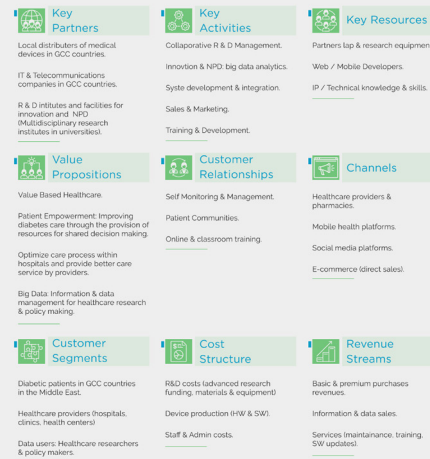 Key
Partners
Local distributers of medical
devices in GCC countries.
IT & Telecommunications
companies in GCC countries.
R & D intitutes and facilities for
innovation and NPD
(Multidisciplinary research
institutes in universities).
Key
Activities
Collaporative R & D Management.
Innovtion & NPD: big data analytics.
Syste development & integration.
Sales & Marketing.
Training & Development.
Key Resources
Partners lap & research equipmen
Web / Mobile Developers.
IP / Technical knowledge & skills.
Value
Propositions
Value Based Healthcare.
Patient Empowerment: Improving
diabetes care through the provision of
resources for shared decision making.
Optimize care process within
hospitals and provide better care
service by providers.
Big Data: Information & data
management for healthcare research
& policy making.
Customer
Relationships
Self Monitoring & Management.
Patient Communities.
Online & classroom training.
Channels
Healthcare providers &
pharmacies.
Mobile health platforms.
Social media platforms.
E-commerce (direct sales).
Customer
Segments
Diabetic patients in GCC countries
in the Middle East.
Healthcare providers (hospitals,
clinics, health centers)
Data users: Healthcare researchers
& policy makers.
Cost
Structure
R&D costs (advanced research
funding, materials & equipment)
Device production (HW & SW).
Staff & Admin costs.
Revenue
Streams
Basic & premium purchases
revenues.
Information & data sales.
Services (maintainance, training,
SW updates).